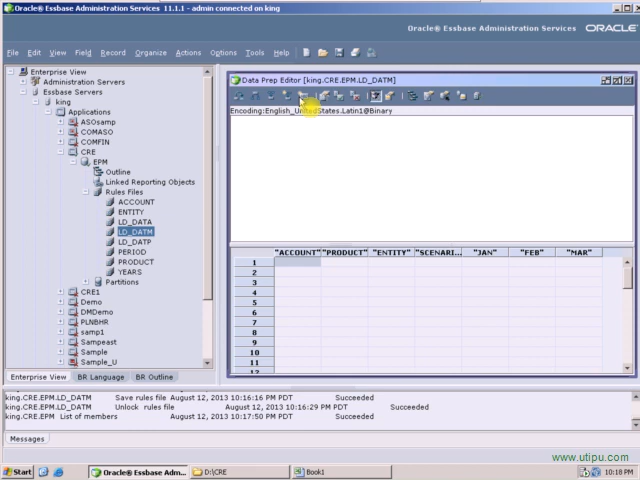 Oracle® Essbase Administration Services 11.1.1 - admin connected on king
Oracle® Essbase Administration Services ORACLE
File Edit View Field Record Organize Actions Options Tools Help
Enterprise View
Administration Servers
Essbase Servers
king
Applications
ASOsamp
COMASO
COMFIN
CRE
EPM
Outline
Linked Reporting Objects
Rules Files
ACCOUNT
ENTITY
LD_DATA
LD_DATM
LD_DATP
PERIOD
PRODUCT
YEARS
Partitions
CRE1
Demo
DMDemo
PLNBHR
samp1
Sampeast
Sample
Sample_U
Enterprise View BR Language BR Outline
Data Prep Editor [king.CRE.EPM.LD_DATM]
Encoding:English_UnitedStates.Latin1@Binary
"ACCOUNT" "PRODUCT" "ENTITY" "SCENARI... "JAN" "FEB" "MAR"
1
2
3
4
5
6
7
8
9
10
11
12
king.CRE.EPM.LD_DATM Save rules file August 12, 2013 10:16:16 PM PDT Succeeded
king.CRE.EPM.LD_DATM Unlock rules file August 12, 2013 10:16:29 PM PDT Succeeded
king.CRE.EPM List of members August 12, 2013 10:17:50 PM PDT Succeeded
Messages
www.utipu.com
Start Oracle® Essbase Adm... D:\CRE Book1 10:18 PM